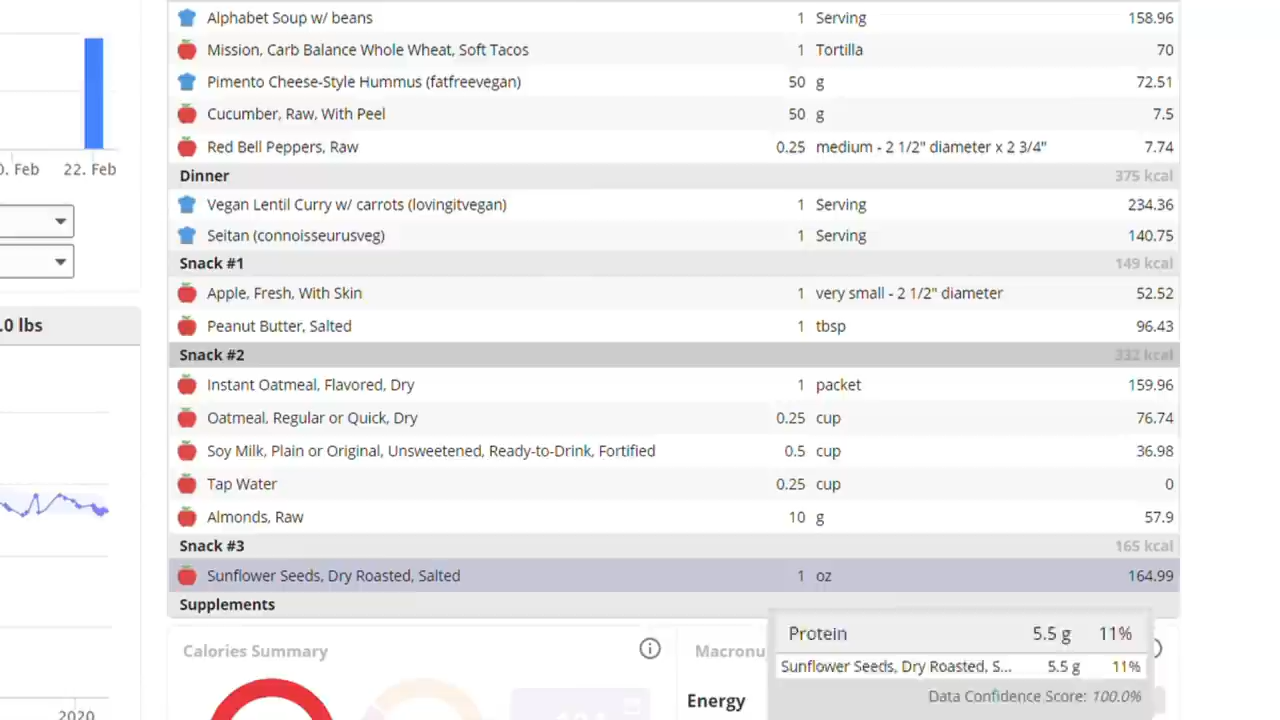 Alphabet Soup w/ beans 1 Serving 158.96
Mission, Carb Balance Whole Wheat, Soft Tacos 1 Tortilla 70
Pimento Cheese-Style Hummus (fatfreevegan) 50 g 72.51
Cucumber, Raw, With Peel 50 g 7.5
Red Bell Peppers, Raw 0.25 medium - 2 1/2" diameter x 2 3/4" 7.74
Dinner 375 kcal
Vegan Lentil Curry w/ carrots (lovingitvegan) 1 Serving 234.36
Seitan (connoisseurusveg) 1 Serving 140.75
Snack #1 149 kcal
Apple, Fresh, With Skin 1 very small - 2 1/2" diameter 52.52
Peanut Butter, Salted 1 tbsp 96.43
Snack #2 332 kcal
Instant Oatmeal, Flavored, Dry 1 packet 159.96
Oatmeal, Regular or Quick, Dry 0.25 cup 76.74
Soy Milk, Plain or Original, Unsweetened, Ready-to-Drink, Fortified 0.5 cup 36.98
Tap Water 0.25 cup 0
Almonds, Raw 10 g 57.9
Snack #3 165 kcal
Sunflower Seeds, Dry Roasted, Salted 1 oz 164.99
Supplements
0. Feb 22. Feb
.0 lbs
2020
Calories Summary
Macronu
Energy
Protein 5.5 g 11%
Sunflower Seeds, Dry Roasted, S... 5.5 g 11%
Data Confidence Score: 100.0%